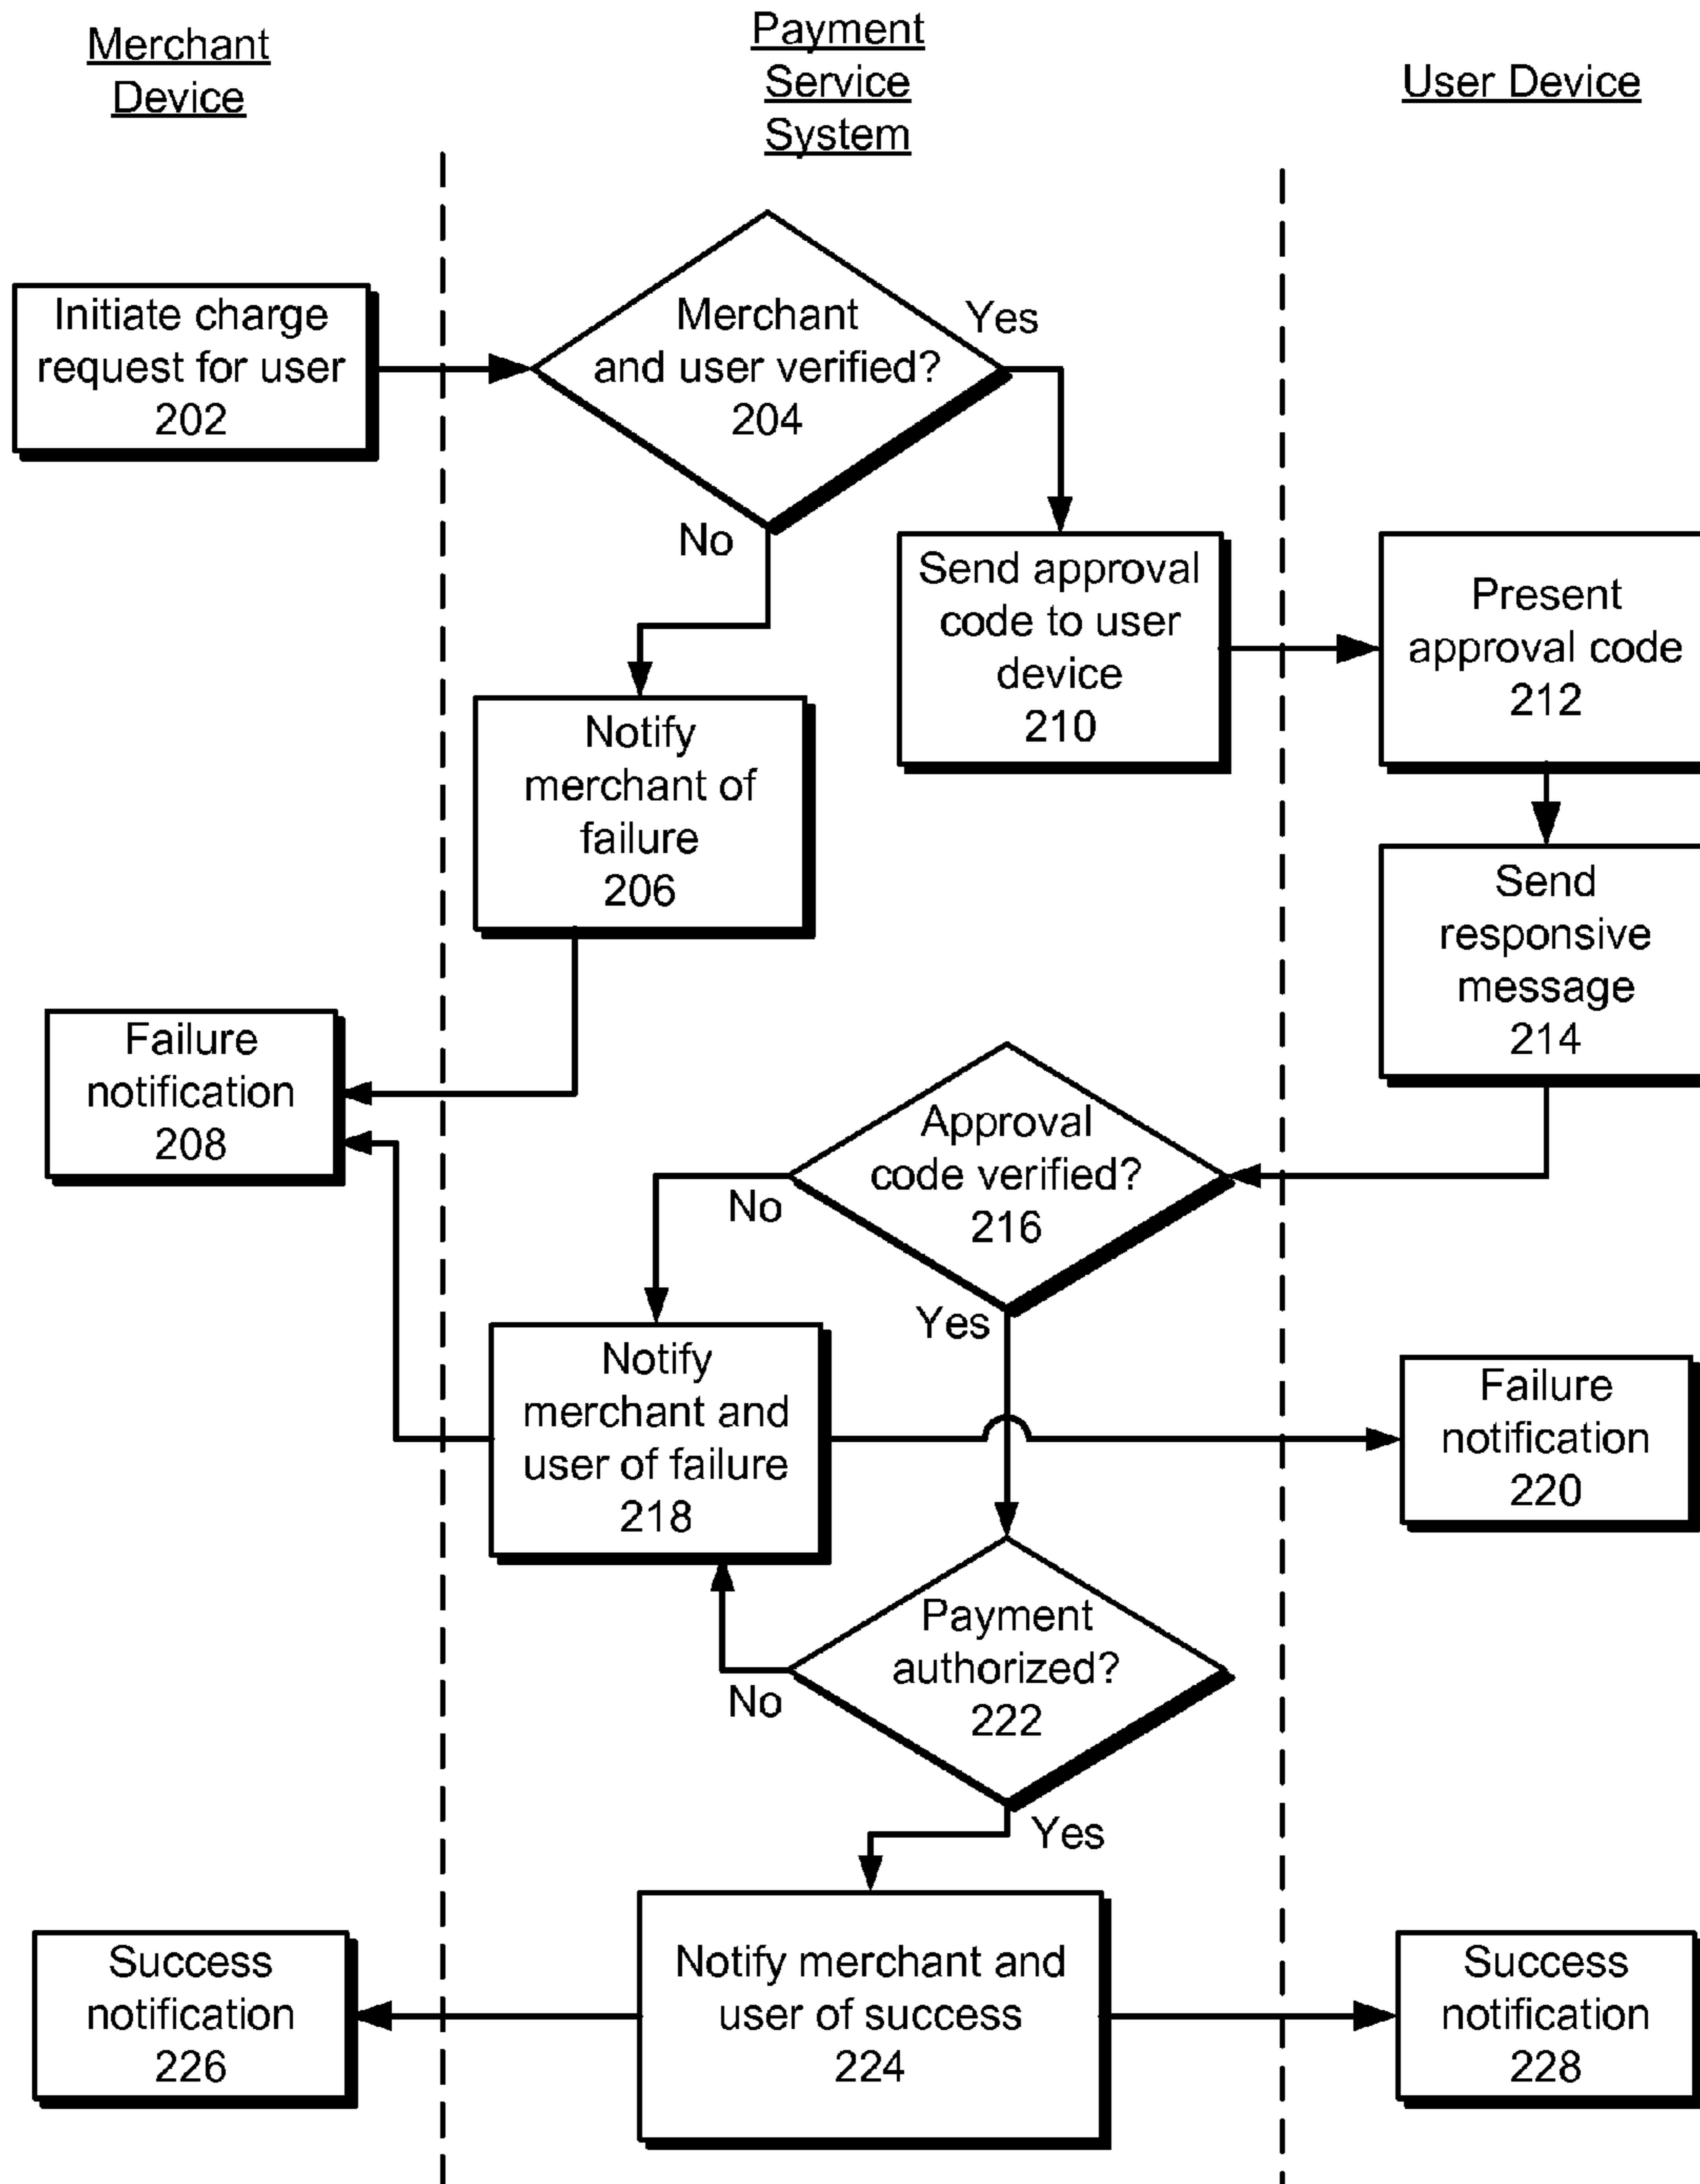 Merchant
Device
Payment
Service
System
User Device
Initiate charge
request for user
202
Merchant
and user verified?
204
Yes
No
Send approval
code to user
device
210
Present
approval code
212
Notify
merchant of
failure
206
Send
responsive
message
214
Failure
notification
208
Approval
code verified?
216
No
Yes
Notify
merchant and
user of failure
218
Failure
notification
220
Payment
authorized?
222
No
Yes
Success
notification
226
Notify merchant and
user of success
224
Success
notification
228